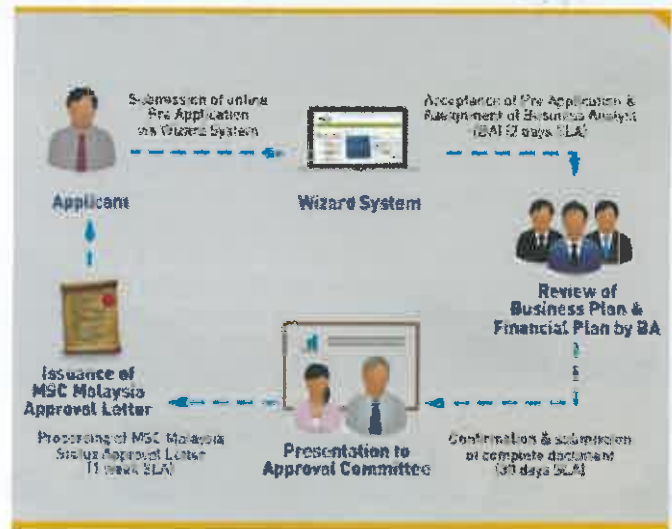 Submission of online
Pre Application
via Wizard System
Acceptance of Pre Application &
Assignment of Business Analyst
(BA) (2 days SLA)
Applicant
Wizard System
Review of
Business Plan &
Financial Plan by BA
Issuance of
MSC Malaysia
Approval Letter
Processing of MSC Malaysia
Status Approval Letter
(1 week SLA)
Presentation to
Approval Committee
Confirmation & submission
of complete document
(30 days SLA)